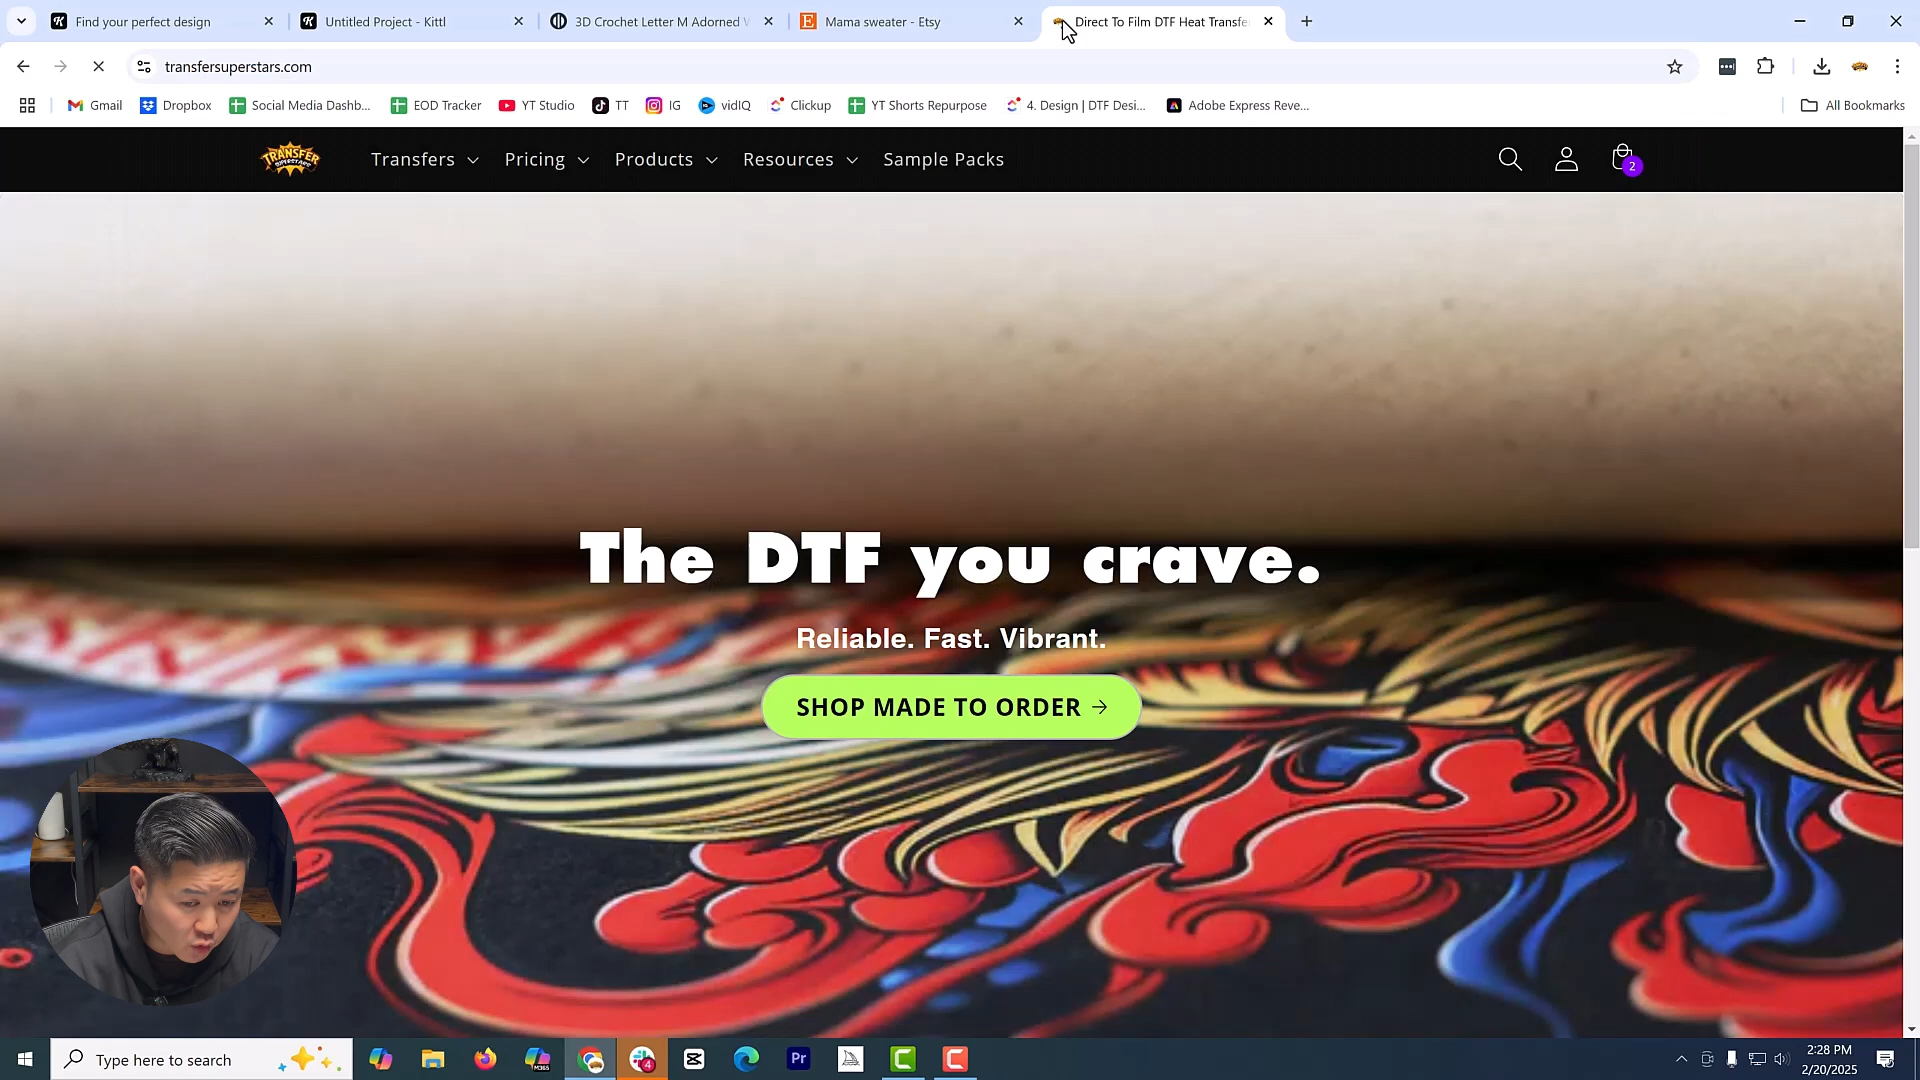 Find your perfect design
Untitled Project - Kittl
3D Crochet Letter M Adorned
Mama sweater - Etsy
Direct To Film DTF Heat Transfe
transfersuperstars.com
Gmail
Dropbox
Social Media Dashb...
EOD Tracker
YT Studio
TT
IG
vidIQ
Clickup
YT Shorts Repurpose
4. Design | DTF Desi...
Adobe Express Reve...
All Bookmarks
TRANSFER
SUPERSTARS
Transfers
Pricing
Products
Resources
Sample Packs
2
The DTF you crave.
Reliable. Fast. Vibrant.
SHOP MADE TO ORDER →
Type here to search
M365
4
Pr
2:28 PM
2/20/2025